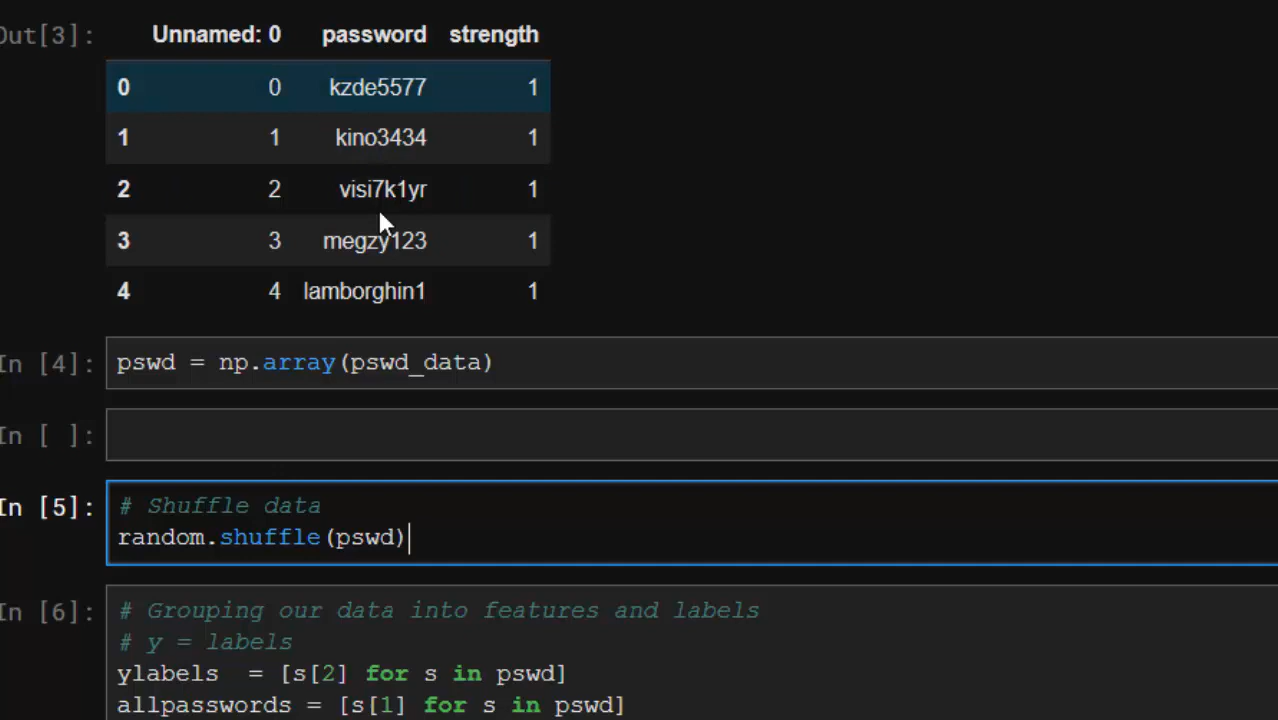 Out[3]: Unnamed: 0 password strength
0 0 kzde5577 1
1 1 kino3434 1
2 2 visi7k1yr 1
3 3 megzy123 1
4 4 lamborghin1 1
In [4]: pswd = np.array(pswd_data)
In [ ]:
In [5]: # Shuffle data
random.shuffle(pswd)
In [6]: # Grouping our data into features and labels
# y = labels
ylabels  = [s[2] for s in pswd]
allpasswords = [s[1] for s in pswd]